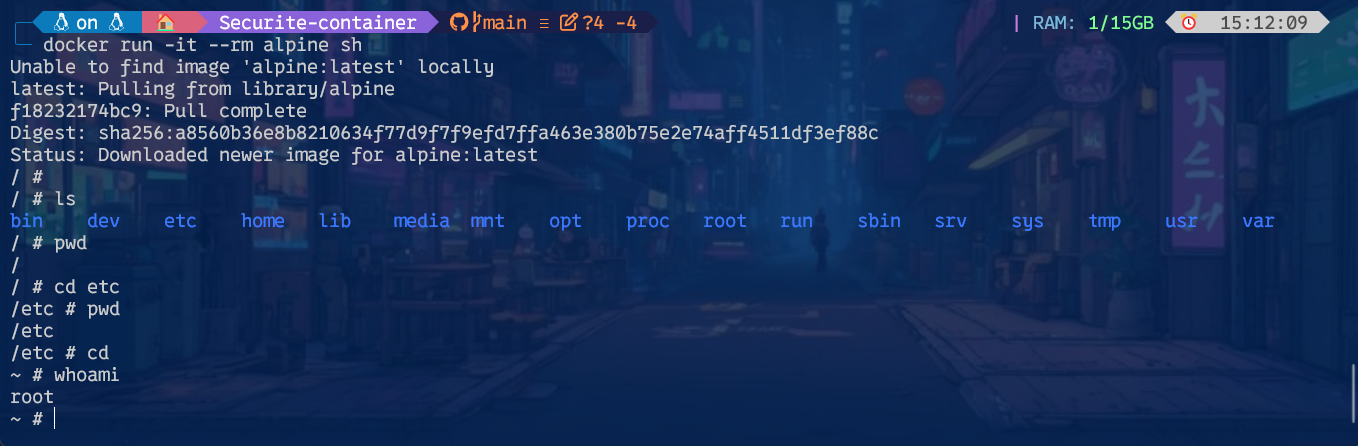 on Securite-container main ≡ ?4 -4 | RAM: 1/15GB 15:12:09
docker run -it --rm alpine sh
Unable to find image 'alpine:latest' locally
latest: Pulling from library/alpine
f18232174bc9: Pull complete
Digest: sha256:a8560b36e8b8210634f77d9f7f9efd7ffa463e380b75e2e74aff4511df3ef88c
Status: Downloaded newer image for alpine:latest
/ #
/ # ls
bin dev etc home lib media mnt opt proc root run sbin srv sys tmp usr var
/ # pwd
/
/ # cd etc
/etc # pwd
/etc
/etc # cd
~ # whoami
root
~ #